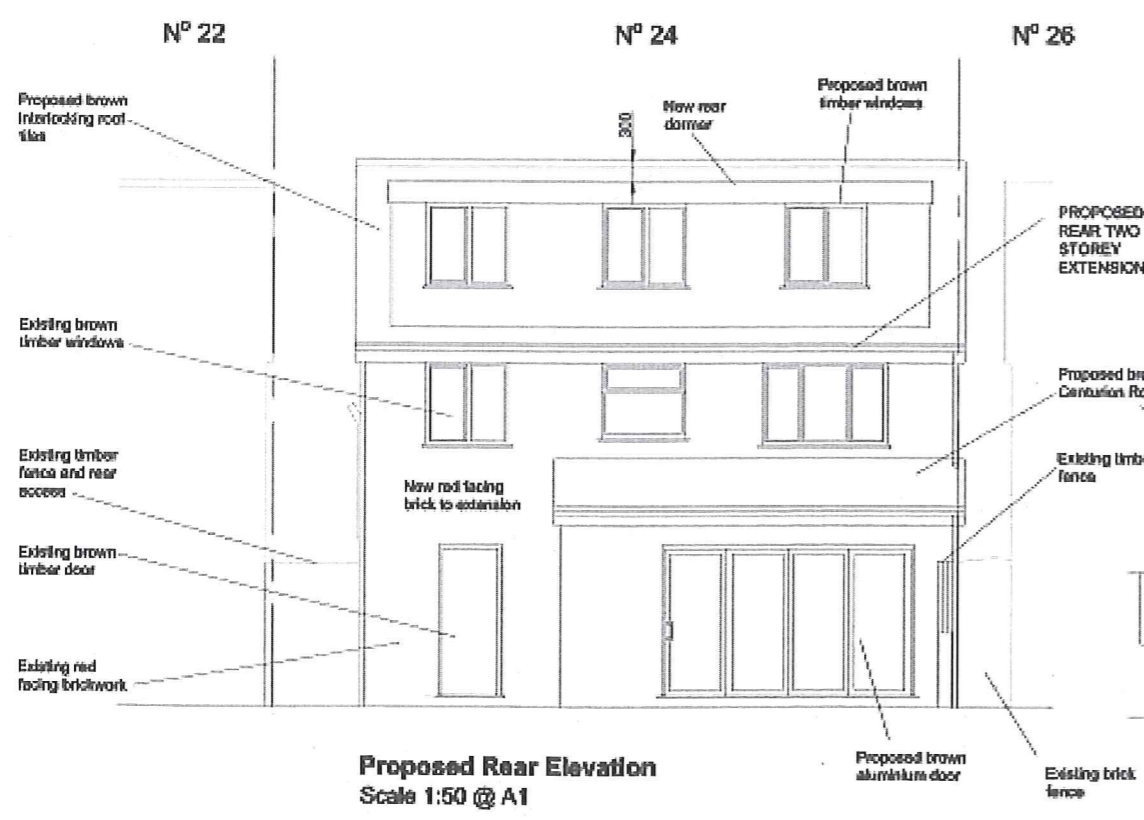 Nº 22
Nº 24
Nº 26
Proposed brown
interlocking roof
tiles
300
New rear
dormer
Proposed brown
timber windows
PROPOSED
REAR TWO
STOREY
EXTENSION
Existing brown
timber windows
Proposed
Centurion
Existing timber
fence and rear
access
New red facing
brick to extension
Existing
fence
Existing brown
timber door
Existing red
facing brickwork
Proposed Rear Elevation
Scale 1:50 @ A1
Proposed brown
aluminium door
Existing brick
fence